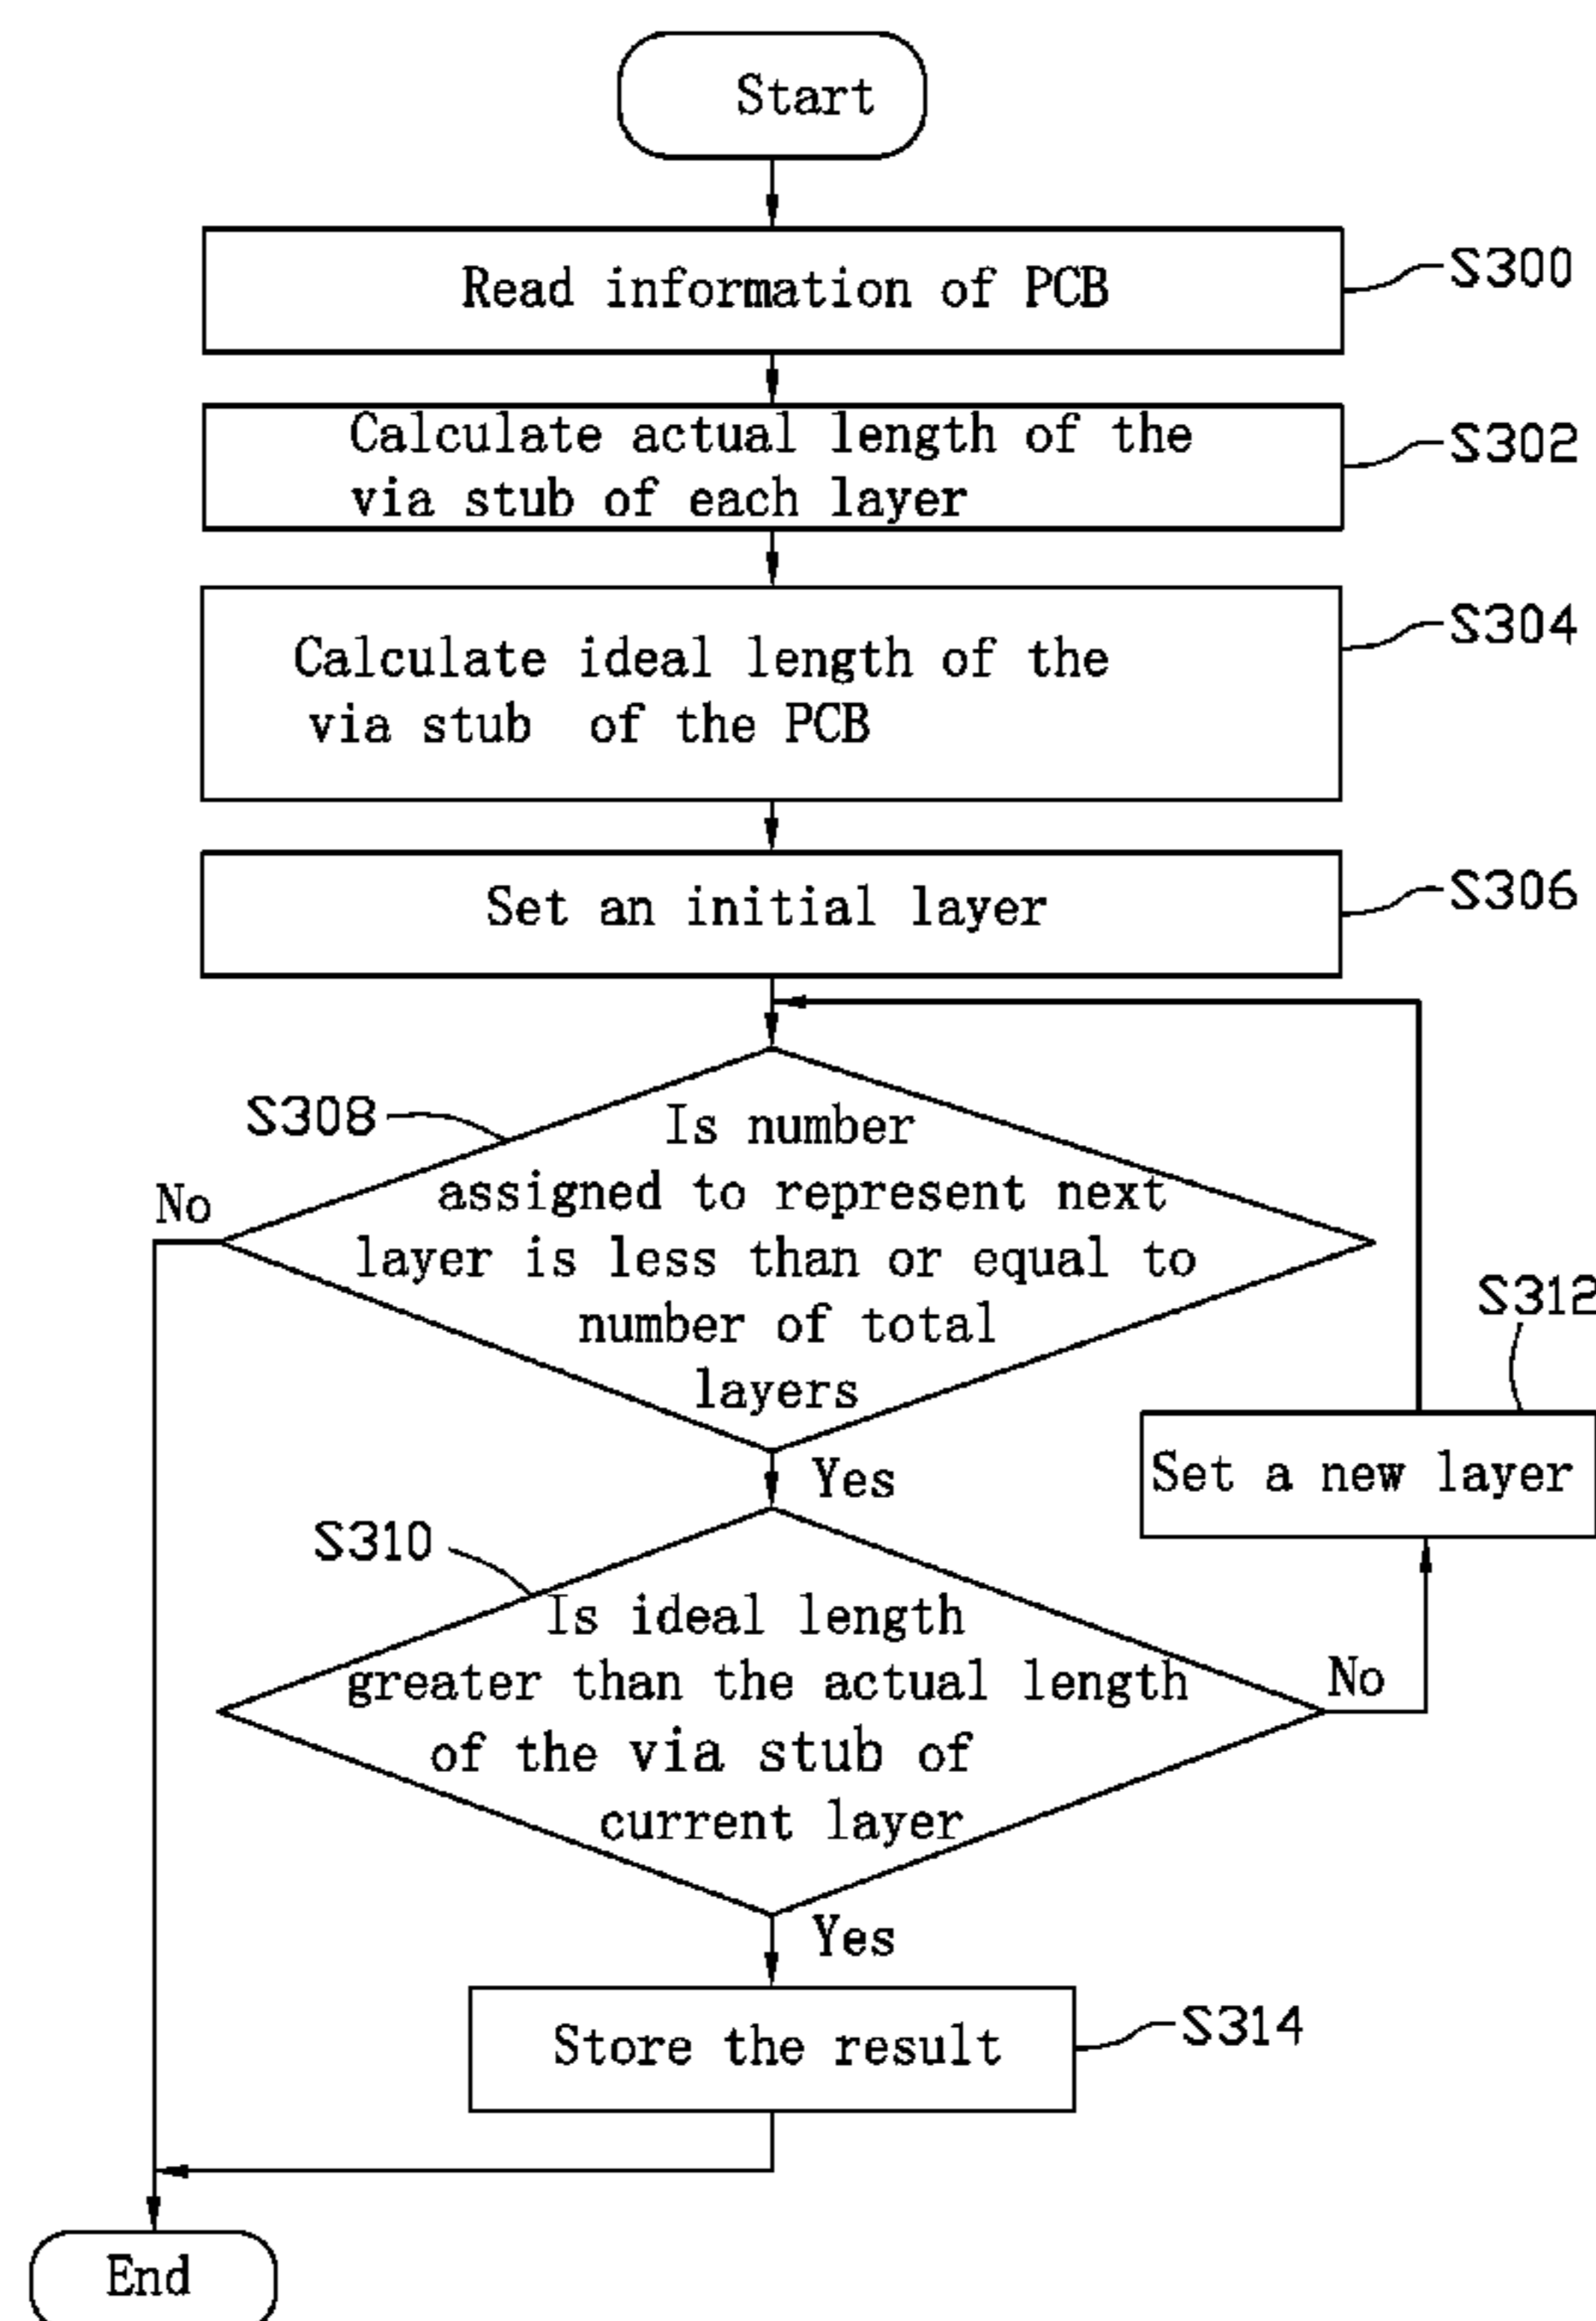 Start
Read information of PCB
S300
Calculate actual length of the
via stub of each layer
S302
Calculate ideal length of the
via stub of the PCB
S304
Set an initial layer
S306
S308
Is number
assigned to represent next
layer is less than or equal to
number of total
layers
No
Yes
S312
Set a new layer
S310
Is ideal length
greater than the actual length
of the via stub of
current layer
No
Yes
Store the result
S314
End